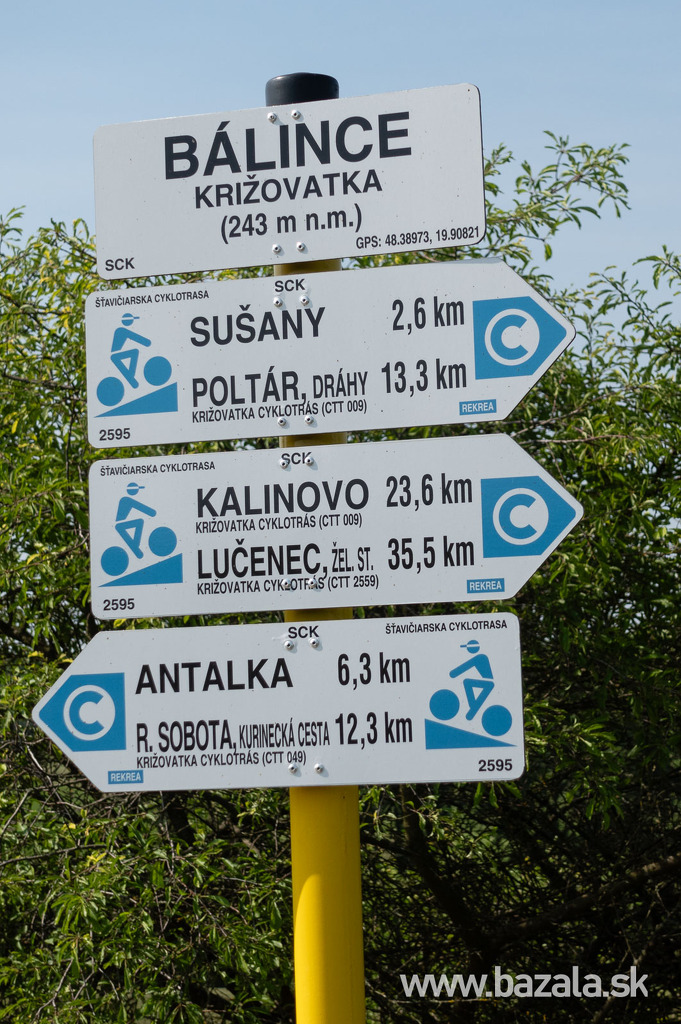 BÁLINCE
KRIŽOVATKA
(243 m n.m.)
GPS: 48.38973, 19.90821
SCK
SCK
ŠŤAVIČIARSKA CYKLOTRASA
SUŠANY 2,6 km
C
POLTÁR, DRÁHY 13,3 km
KRIŽOVATKA CYKLOTRÁS (CTT 009)
REKREA
2595
SCK
ŠŤAVIČIARSKA CYKLOTRASA
KALINOVO 23,6 km
KRIŽOVATKA CYKLOTRÁS (CTT 009)
C
LUČENEC, ŽEL. ST. 35,5 km
KRIŽOVATKA CYKLOTRÁS (CTT 2559)
REKREA
2595
SCK
ŠŤAVIČIARSKA CYKLOTRASA
ANTALKA 6,3 km
C
R. SOBOTA, KURINECKÁ CESTA 12,3 km
KRIŽOVATKA CYKLOTRÁS (CTT 049)
REKREA
2595
www.bazala.sk